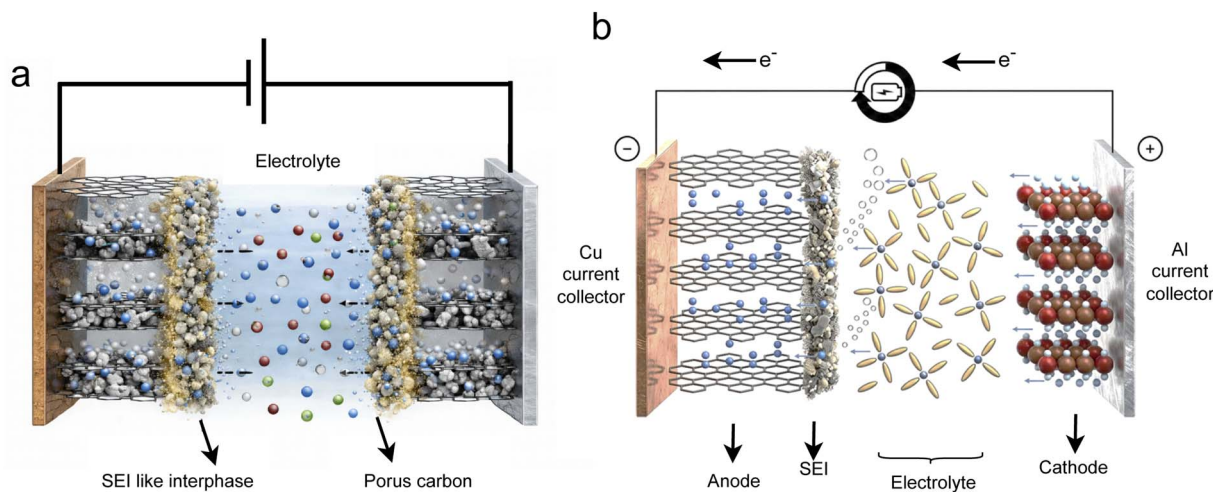 a
Electrolyte
SEI like interphase
Porus carbon
b
e-
e-
−
+
Cu
current
collector
Al
current
collector
Anode
SEI
Electrolyte
Cathode